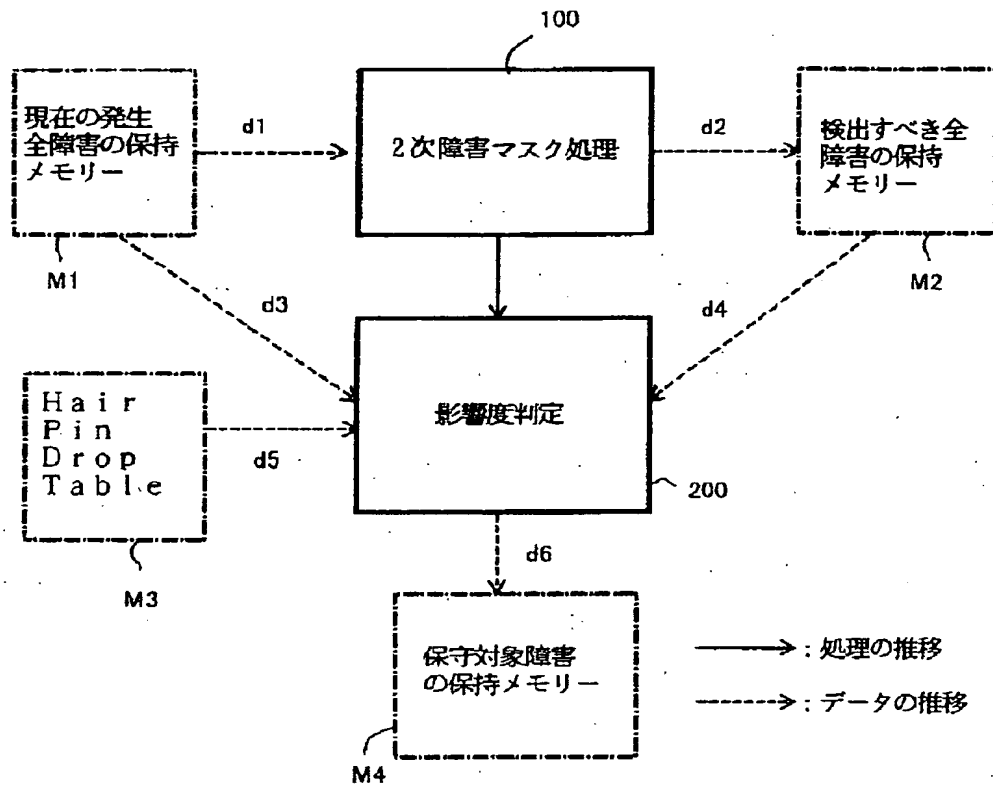 100
現在の発生
全障害の保持
メモリー
d1
2次障害マスク処理
d2
検出すべき全
障害の保持
メモリー
M1
M2
d3
d4
Hair
Pin
Drop
Table
d5
影響度判定
200
M3
d6
保守対象障害
の保持メモリー
M4
：処理の推移
：データの推移